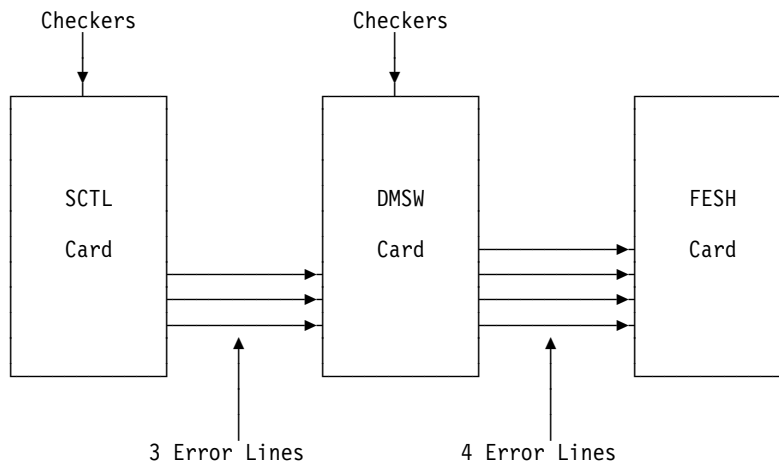 Checkers Checkers
SCTL DMSW FESH
Card Card Card
3 Error Lines 4 Error Lines